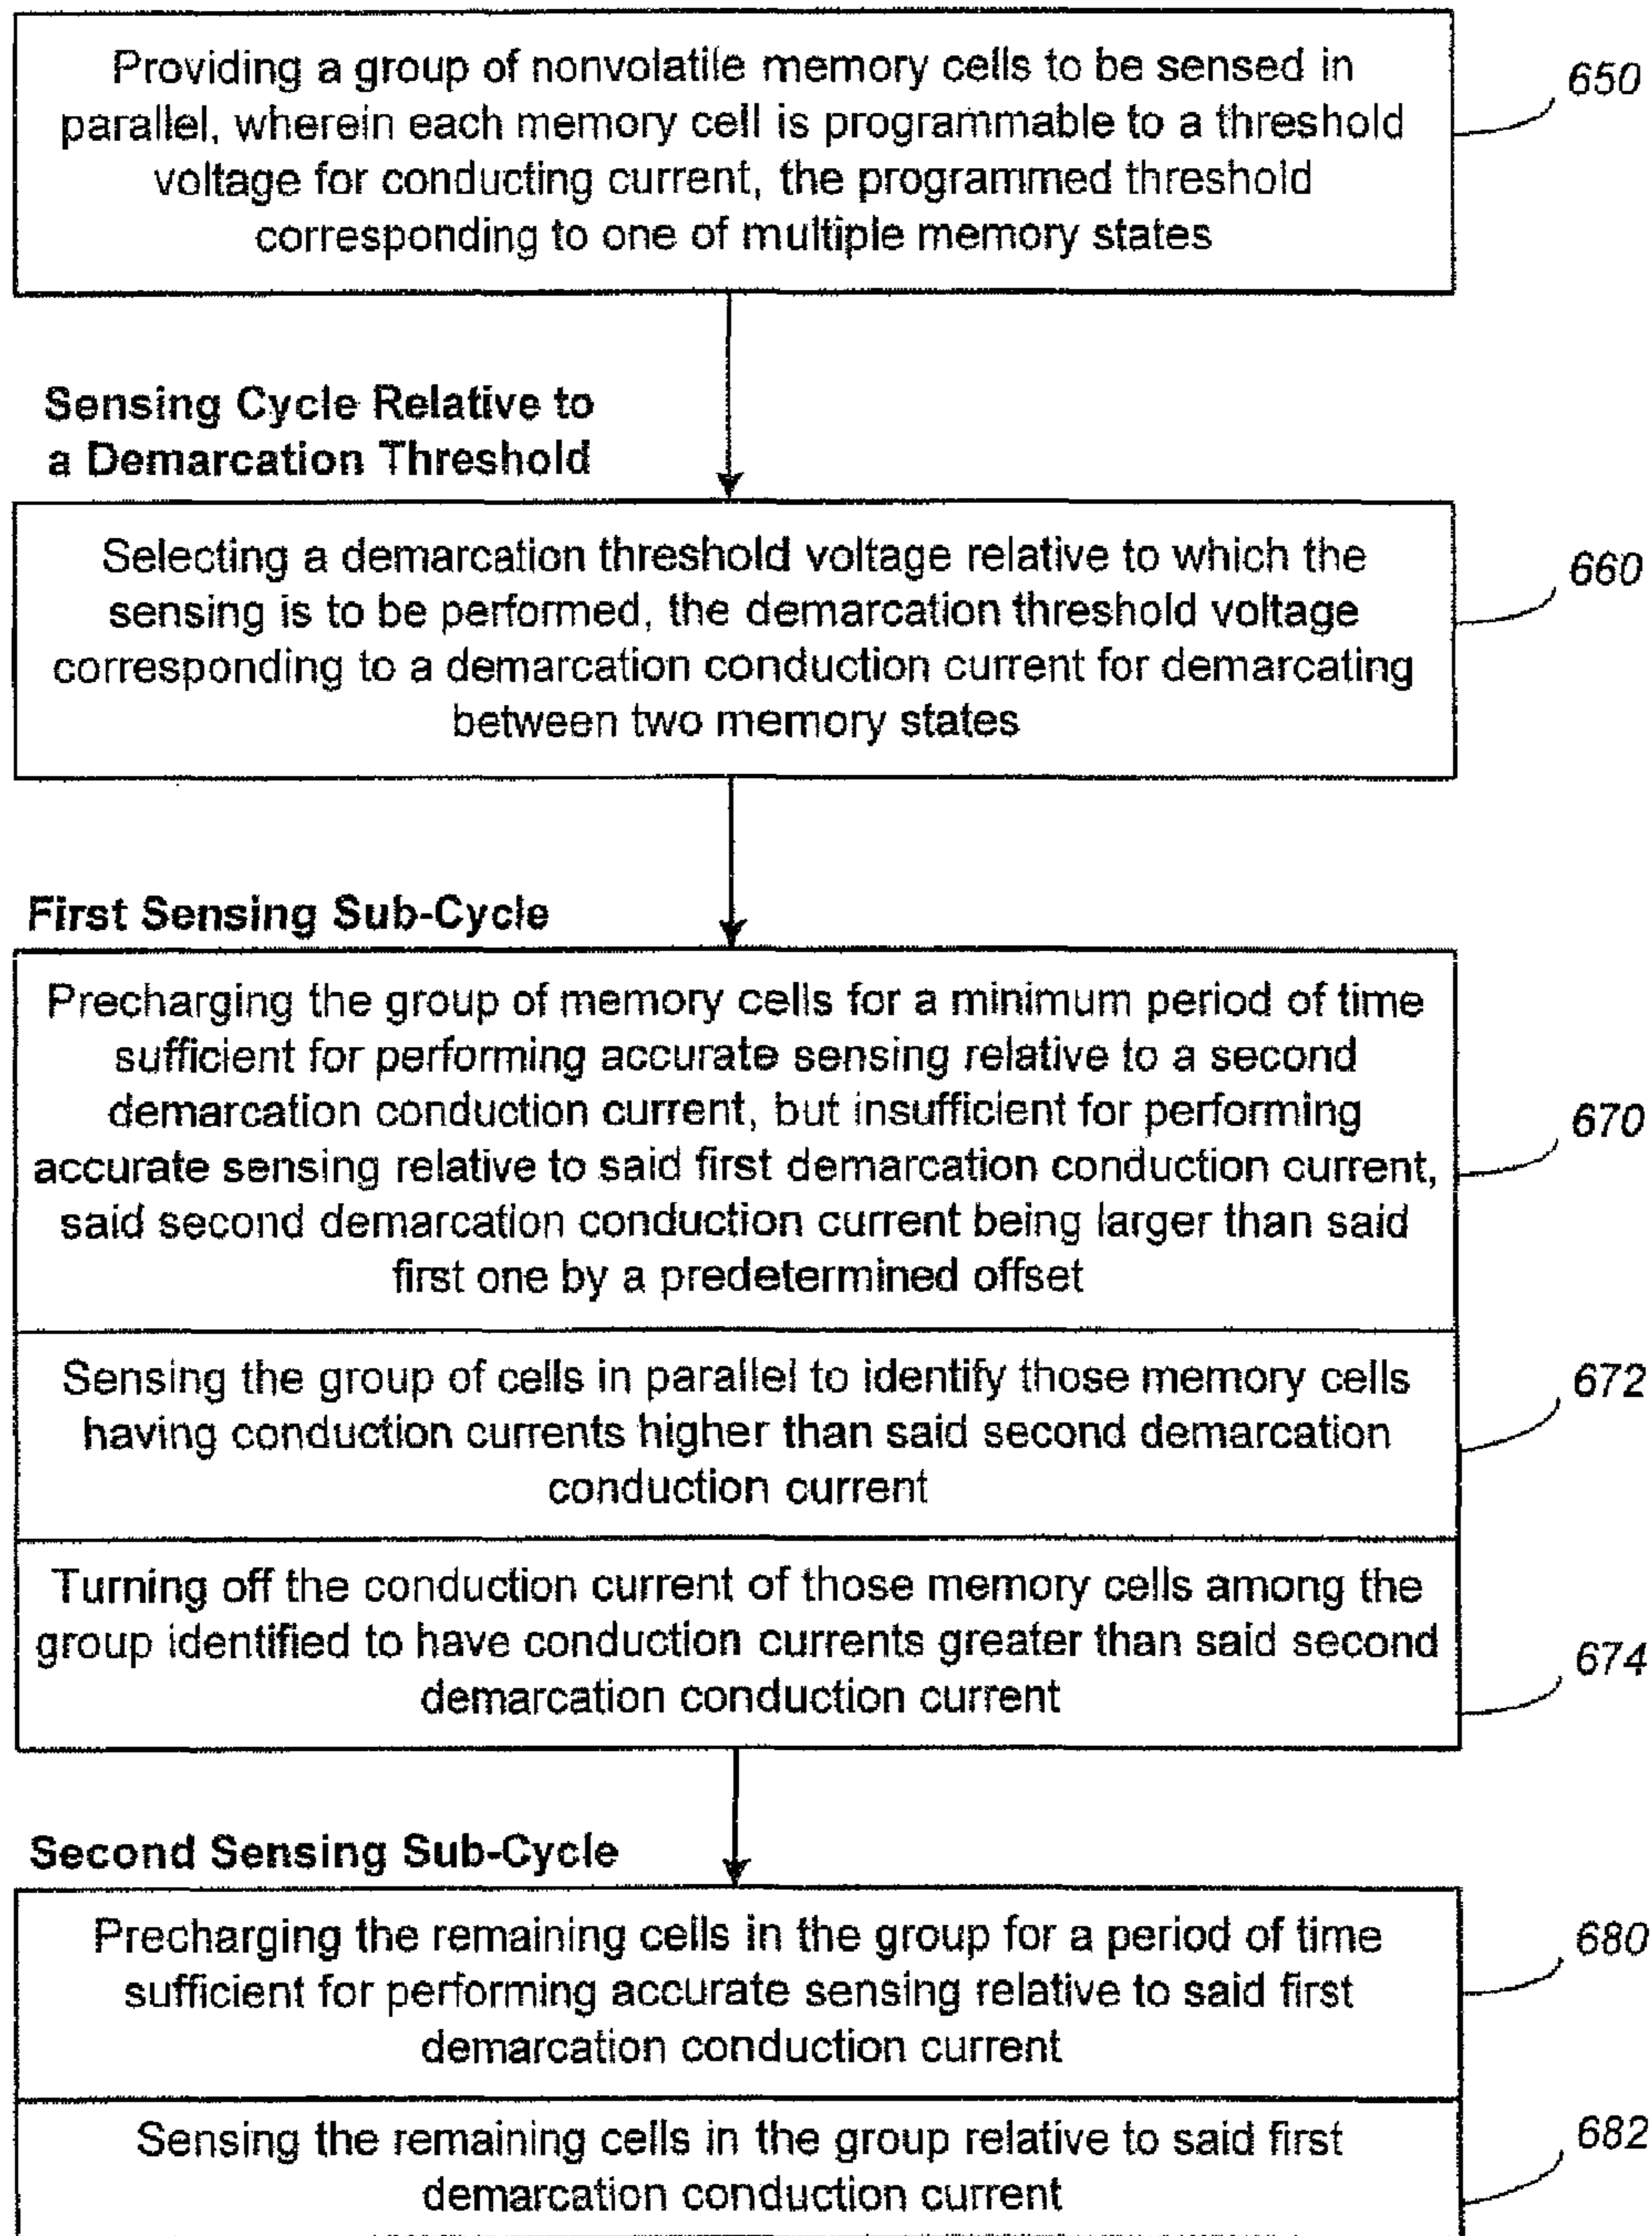 Providing a group of nonvolatile memory cells to be sensed in
parallel, wherein each memory cell is programmable to a threshold
voltage for conducting current, the programmed threshold
corresponding to one of multiple memory states
650
Sensing Cycle Relative to
a Demarcation Threshold
Selecting a demarcation threshold voltage relative to which the
sensing is to be performed, the demarcation threshold voltage
corresponding to a demarcation conduction current for demarcating
between two memory states
660
First Sensing Sub-Cycle
Precharging the group of memory cells for a minimum period of time
sufficient for performing accurate sensing relative to a second
demarcation conduction current, but insufficient for performing
accurate sensing relative to said first demarcation conduction current,
said second demarcation conduction current being larger than said
first one by a predetermined offset
670
Sensing the group of cells in parallel to identify those memory cells
having conduction currents higher than said second demarcation
conduction current
672
Turning off the conduction current of those memory cells among the
group identified to have conduction currents greater than said second
demarcation conduction current
674
Second Sensing Sub-Cycle
Precharging the remaining cells in the group for a period of time
sufficient for performing accurate sensing relative to said first
demarcation conduction current
680
Sensing the remaining cells in the group relative to said first
demarcation conduction current
682